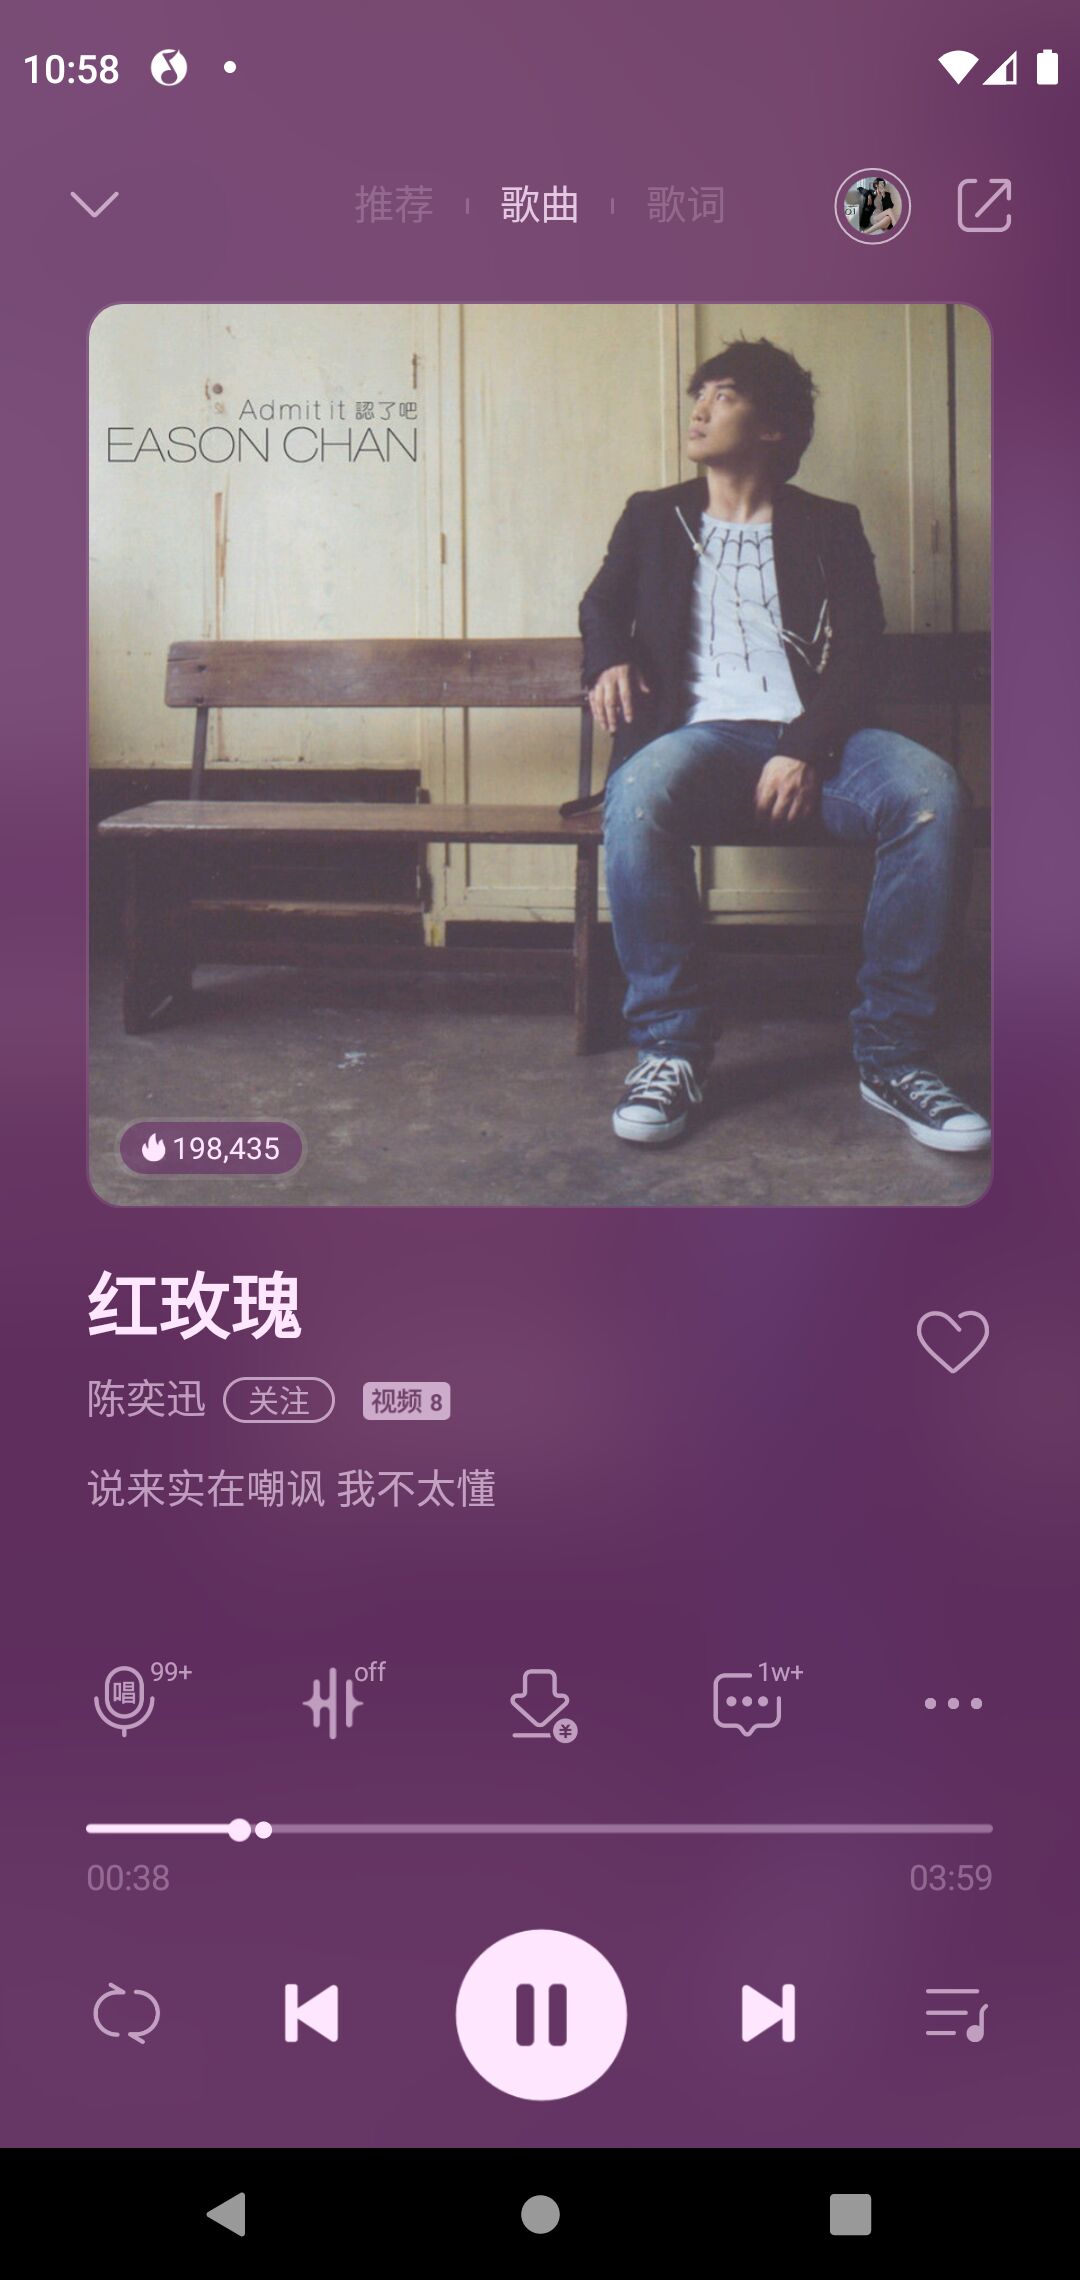 10:58
推荐 歌曲 歌词
Admit it 認了吧
EASON CHAN
198,435
红玫瑰
陈奕迅 关注 视频 8
说来实在嘲讽 我不太懂
唱 99+ off ¥ 1w+
00:38 03:59